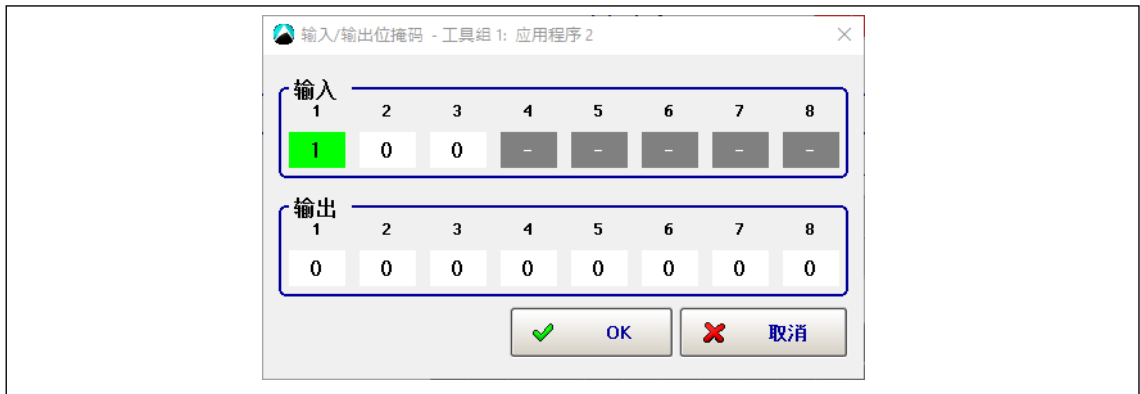 输入/输出位掩码 - 工具组 1: 应用程序 2
输入
1 2 3 4 5 6 7 8
1 0 0 - - - - -
输出
1 2 3 4 5 6 7 8
0 0 0 0 0 0 0 0
OK 取消